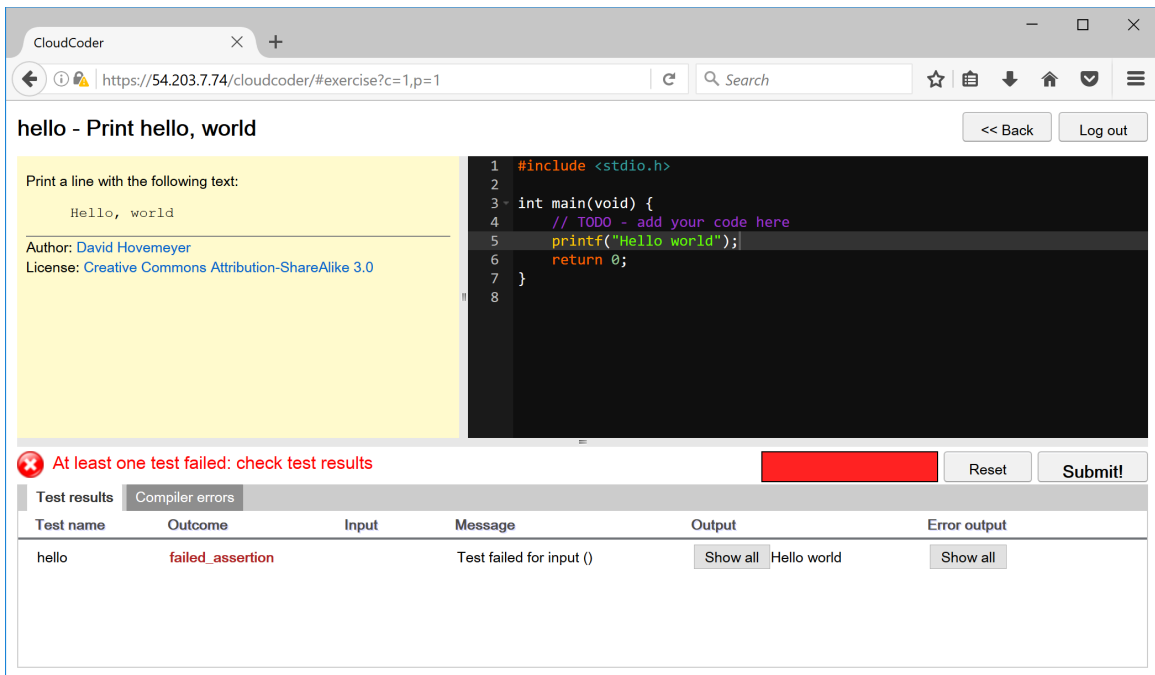 CloudCoder
https://54.203.7.74/cloudcoder/#exercise?c=1,p=1
Search
hello - Print hello, world
<< Back
Log out
Print a line with the following text:
Hello, world
Author: David Hovemeyer
License: Creative Commons Attribution-ShareAlike 3.0
1 #include <stdio.h>
2
3 int main(void) {
4 // TODO - add your code here
5 printf("Hello world");
6 return 0;
7 }
8
At least one test failed: check test results
Reset
Submit!
Test results
Compiler errors
Test name Outcome Input Message Output Error output
hello failed_assertion Test failed for input () Show all Hello world Show all